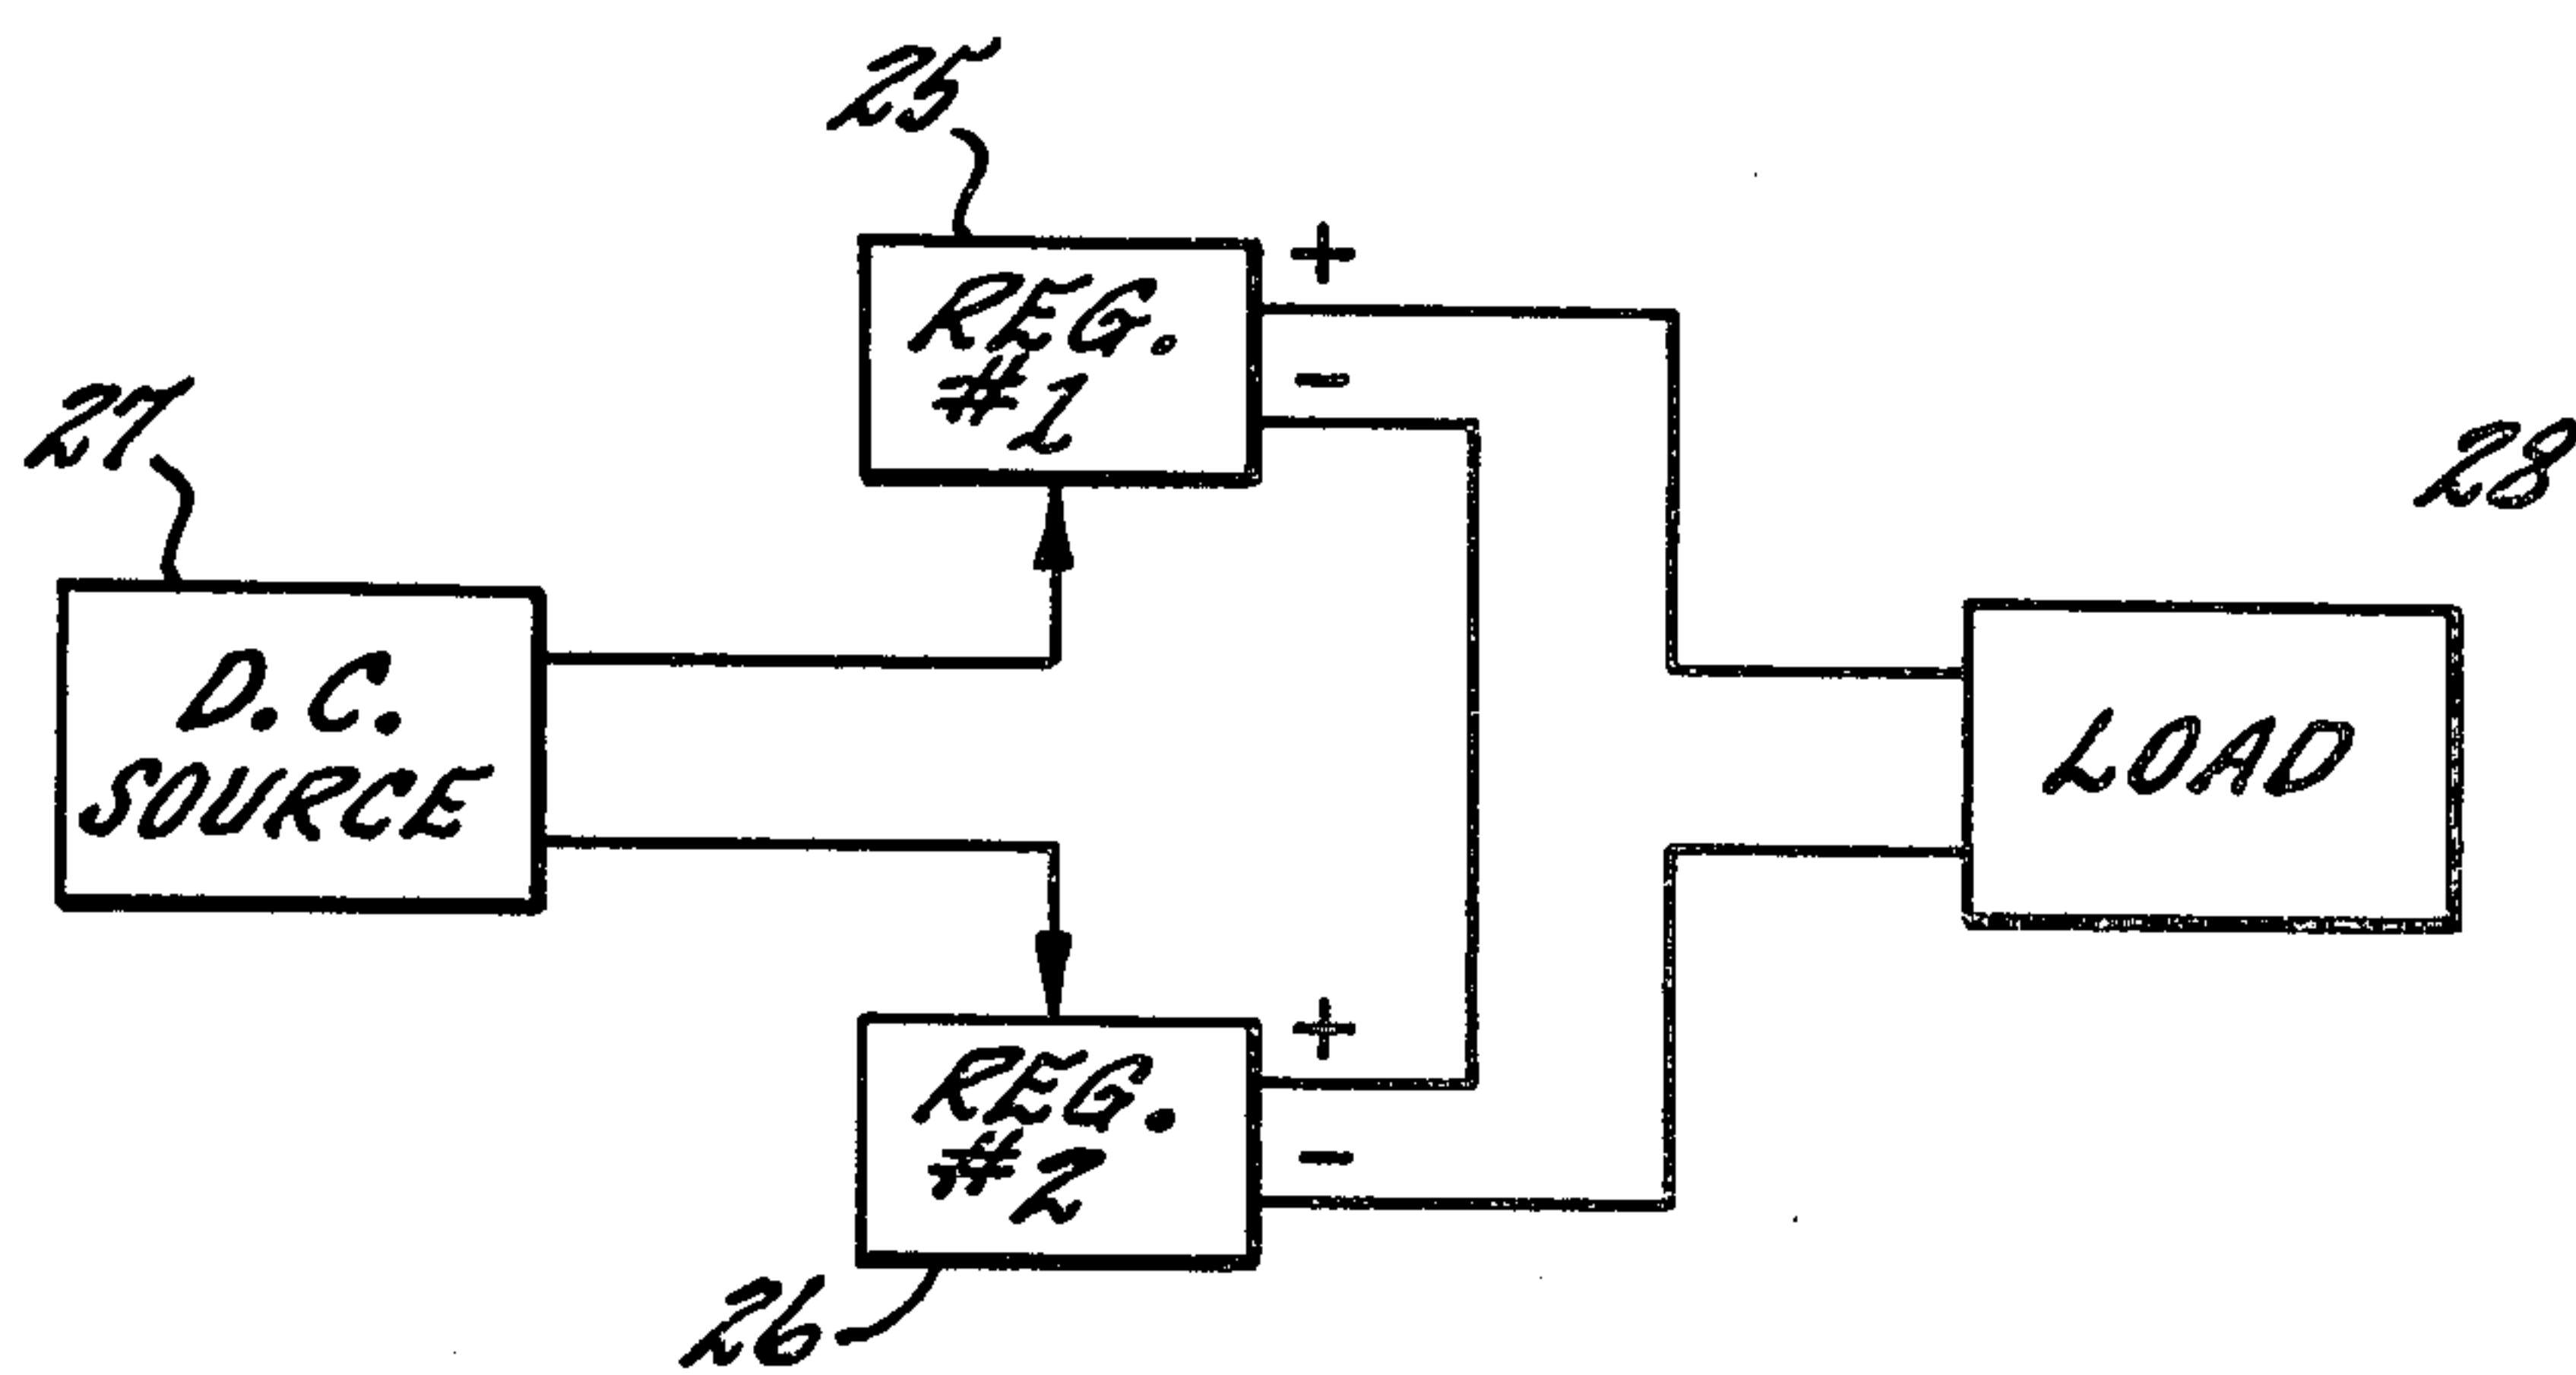 25
+
REG.
#1
-
27
28
D.C.
SOURCE
LOAD
+
REG.
#2
-
26